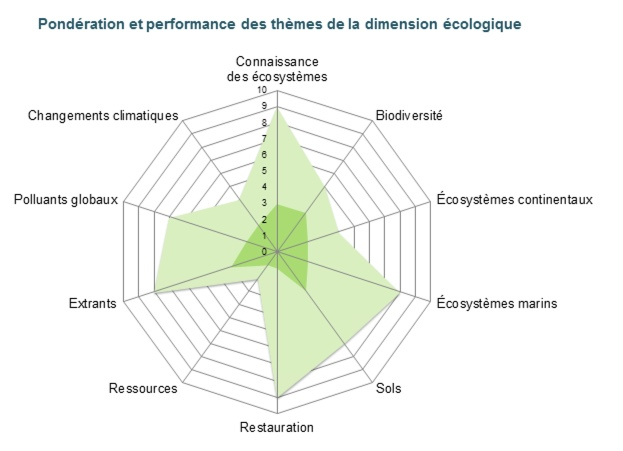 Pondération et performance des thèmes de la dimension écologique
Connaissance
des écosystèmes
10
9
8
7
6
5
4
3
2
1
0
Changements climatiques
Biodiversité
Polluants globaux
Écosystèmes continentaux
Extrants
Écosystèmes marins
Ressources
Sols
Restauration